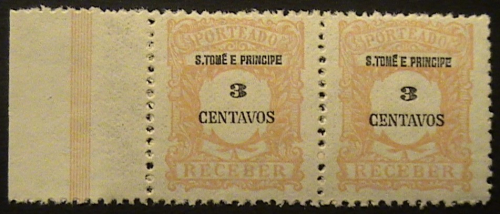 PORTEADO
S. TOMÉ E PRINCIPE
3
CENTAVOS
RECEBER
PORTEADO
S. TOMÉ E PRINCIPE
3
CENTAVOS
RECEBER